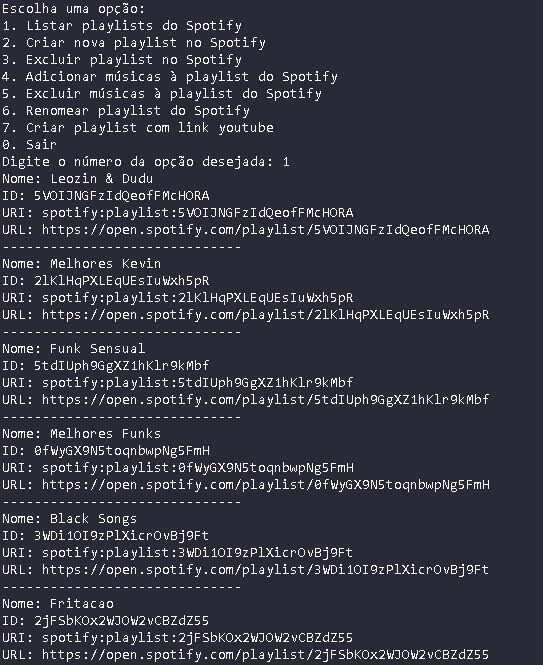 Escolha uma opção:
1. Listar playlists do Spotify
2. Criar nova playlist no Spotify
3. Excluir playlist no Spotify
4. Adicionar músicas à playlist do Spotify
5. Excluir músicas à playlist do Spotify
6. Renomear playlist do Spotify
7. Criar playlist com link youtube
0. Sair
Digite o número da opção desejada: 1
Nome: Leozin & Dudu
ID: 5VOIJNGFzIdQeofFMcHORA
URI: spotify:playlist:5VOIJNGFzIdQeofFMcHORA
URL: https://open.spotify.com/playlist/5VOIJNGFzIdQeofFMcHORA
------------------------------
Nome: Melhores Kevin
ID: 2lKlHqPXLEqUEsIuWxh5pR
URI: spotify:playlist:2lKlHqPXLEqUEsIuWxh5pR
URL: https://open.spotify.com/playlist/2lKlHqPXLEqUEsIuWxh5pR
------------------------------
Nome: Funk Sensual
ID: 5tdIUph9GgXZ1hKlr9kMbf
URI: spotify:playlist:5tdIUph9GgXZ1hKlr9kMbf
URL: https://open.spotify.com/playlist/5tdIUph9GgXZ1hKlr9kMbf
------------------------------
Nome: Melhores Funks
ID: 0fWyGX9N5toqnbwpNg5FmH
URI: spotify:playlist:0fWyGX9N5toqnbwpNg5FmH
URL: https://open.spotify.com/playlist/0fWyGX9N5toqnbwpNg5FmH
------------------------------
Nome: Black Songs
ID: 3WDi1OI9zPlXicrOvBj9Ft
URI: spotify:playlist:3WDi1OI9zPlXicrOvBj9Ft
URL: https://open.spotify.com/playlist/3WDi1OI9zPlXicrOvBj9Ft
------------------------------
Nome: Fritacao
ID: 2jFSbKOx2WJOW2vCBZdZ55
URI: spotify:playlist:2jFSbKOx2WJOW2vCBZdZ55
URL: https://open.spotify.com/playlist/2jFSbKOx2WJOW2vCBZdZ55